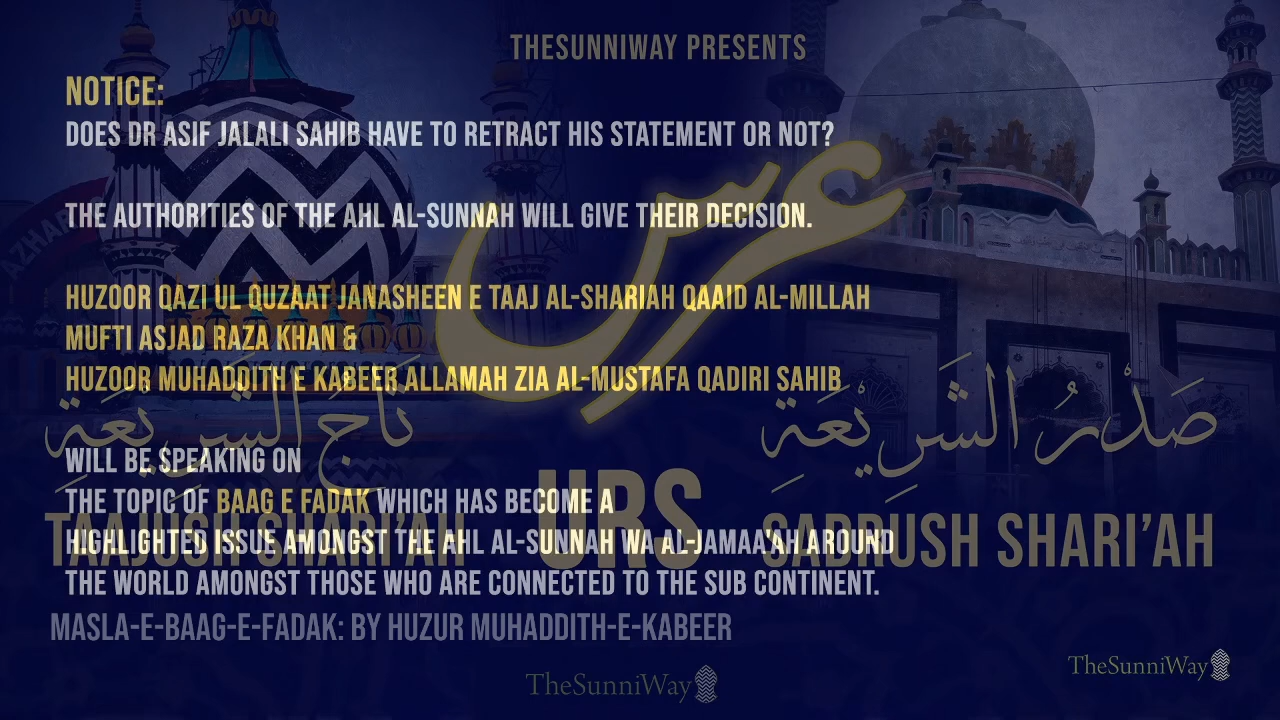 THESUNNIWAY PRESENTS
NOTICE:
DOES DR ASIF JALALI SAHIB HAVE TO RETRACT HIS STATEMENT OR NOT?
THE AUTHORITIES OF THE AHL AL-SUNNAH WILL GIVE THEIR DECISION.
عرس
HUZOOR QAZI UL QUZAAT JANASHEEN E TAAJ AL-SHARIAH QAAID AL-MILLAH
MUFTI ASJAD RAZA KHAN &
HUZOOR MUHADDITH E KABEER ALLAMAH ZIA AL-MUSTAFA QADIRI SAHIB
تَاجُ الشَّرِيْعَةِ
صَدْرُ الشَّرِيْعَةِ
WILL BE SPEAKING ON
THE TOPIC OF BAAG E FADAK WHICH HAS BECOME A
HIGHLIGHTED ISSUE AMONGST THE AHL AL-SUNNAH WA AL-JAMAA'AH AROUND
THE WORLD AMONGST THOSE WHO ARE CONNECTED TO THE SUB CONTINENT.
TAAJUSH SHARI'AH URS SADRUSH SHARI'AH
MASLA-E-BAAG-E-FADAK: BY HUZUR MUHADDITH-E-KABEER
TheSunniWay
TheSunniWay